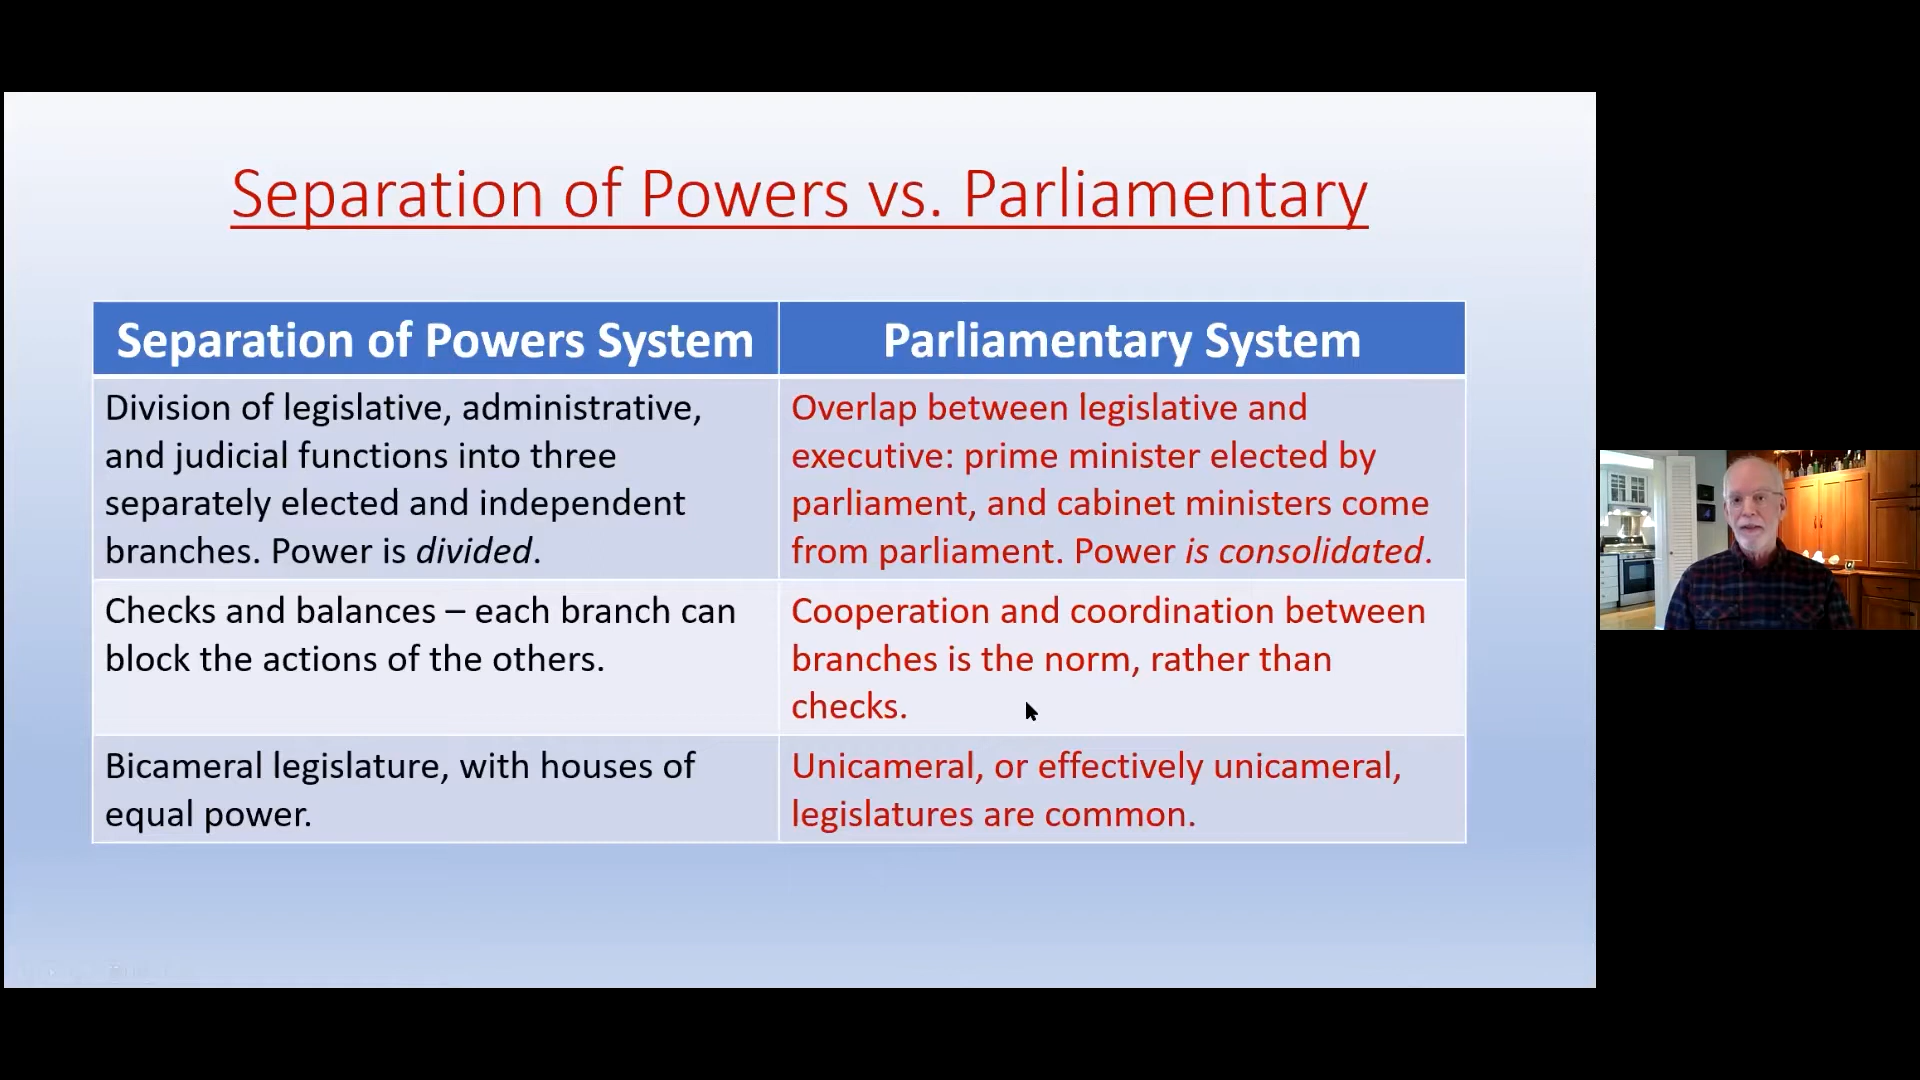 Separation of Powers vs. Parliamentary
Separation of Powers System
Parliamentary System
Division of legislative, administrative,
and judicial functions into three
separately elected and independent
branches. Power is divided.
Overlap between legislative and
executive: prime minister elected by
parliament, and cabinet ministers come
from parliament. Power is consolidated.
Checks and balances – each branch can
block the actions of the others.
Cooperation and coordination between
branches is the norm, rather than
checks.
Bicameral legislature, with houses of
equal power.
Unicameral, or effectively unicameral,
legislatures are common.